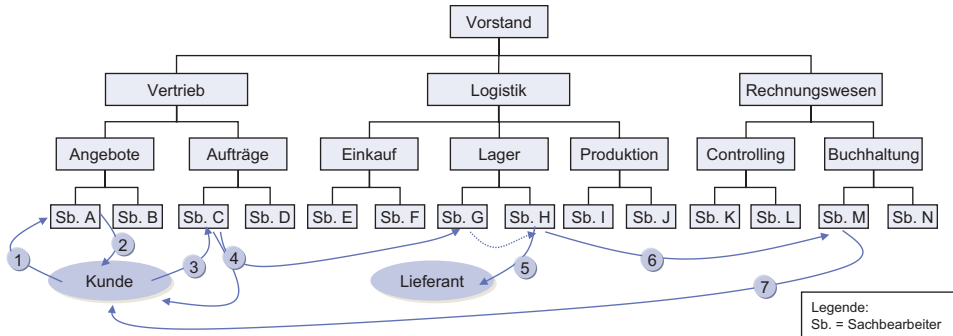 Vorstand
Vertrieb
Logistik
Rechnungswesen
Angebote
Aufträge
Einkauf
Lager
Produktion
Controlling
Buchhaltung
Sb. A
Sb. B
Sb. C
Sb. D
Sb. E
Sb. F
Sb. G
Sb. H
Sb. I
Sb. J
Sb. K
Sb. L
Sb. M
Sb. N
1
2
3
4
5
6
7
Kunde
Lieferant
Legende:
Sb. = Sachbearbeiter